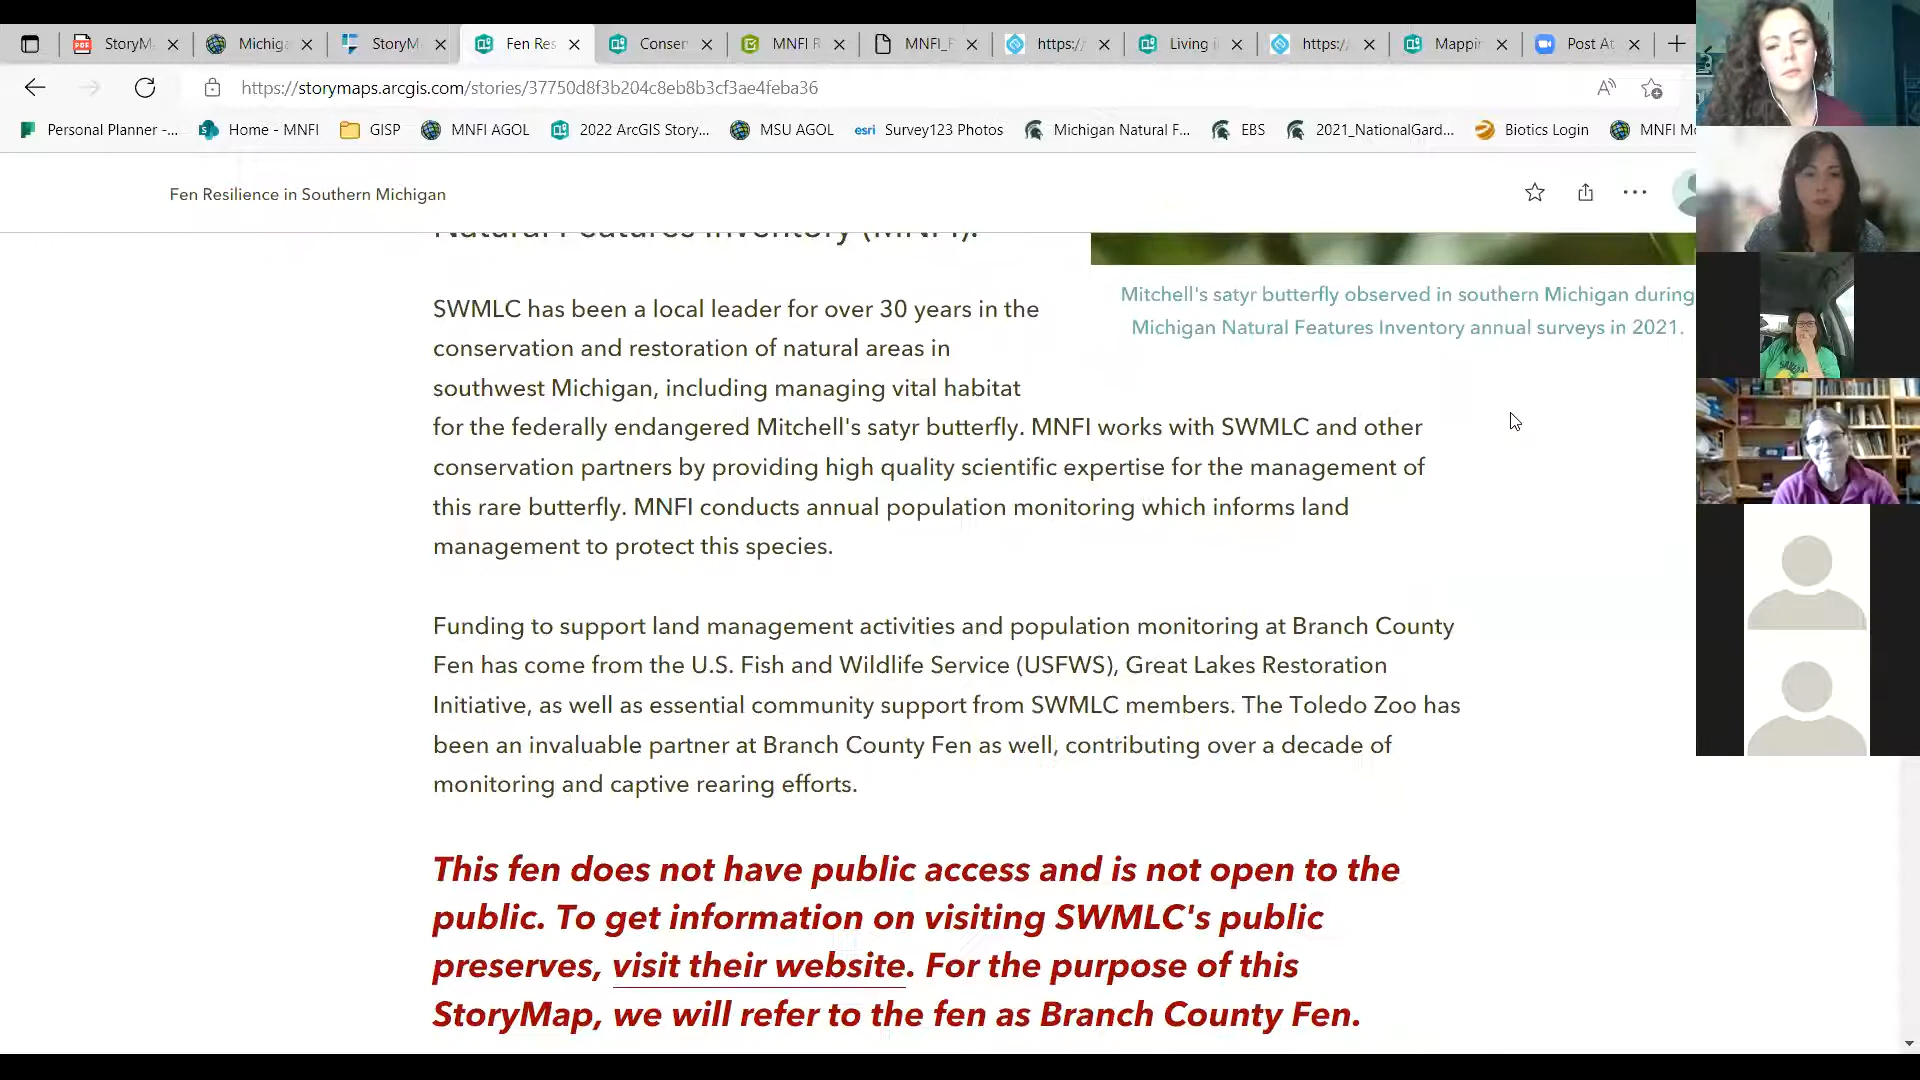 StoryM
Michig
StoryM
Fen Res
Conser
MNFI R
MNFI_F
https:/
Living i
https:/
Mappin
Post At
https://storymaps.arcgis.com/stories/37750d8f3b204c8eb8b3cf3ae4feba36
Personal Planner -...
Home - MNFI
GISP
MNFI AGOL
2022 ArcGIS Story...
MSU AGOL
esri
Survey123 Photos
Michigan Natural F...
EBS
2021_NationalGard...
Biotics Login
MNFI Mo
Fen Resilience in Southern Michigan
Natural Features Inventory (MNFI).
Mitchell's satyr butterfly observed in southern Michigan during
Michigan Natural Features Inventory annual surveys in 2021.
SWMLC has been a local leader for over 30 years in the
conservation and restoration of natural areas in
southwest Michigan, including managing vital habitat
for the federally endangered Mitchell's satyr butterfly. MNFI works with SWMLC and other
conservation partners by providing high quality scientific expertise for the management of
this rare butterfly. MNFI conducts annual population monitoring which informs land
management to protect this species.
Funding to support land management activities and population monitoring at Branch County
Fen has come from the U.S. Fish and Wildlife Service (USFWS), Great Lakes Restoration
Initiative, as well as essential community support from SWMLC members. The Toledo Zoo has
been an invaluable partner at Branch County Fen as well, contributing over a decade of
monitoring and captive rearing efforts.
This fen does not have public access and is not open to the
public. To get information on visiting SWMLC's public
preserves, visit their website. For the purpose of this
StoryMap, we will refer to the fen as Branch County Fen.